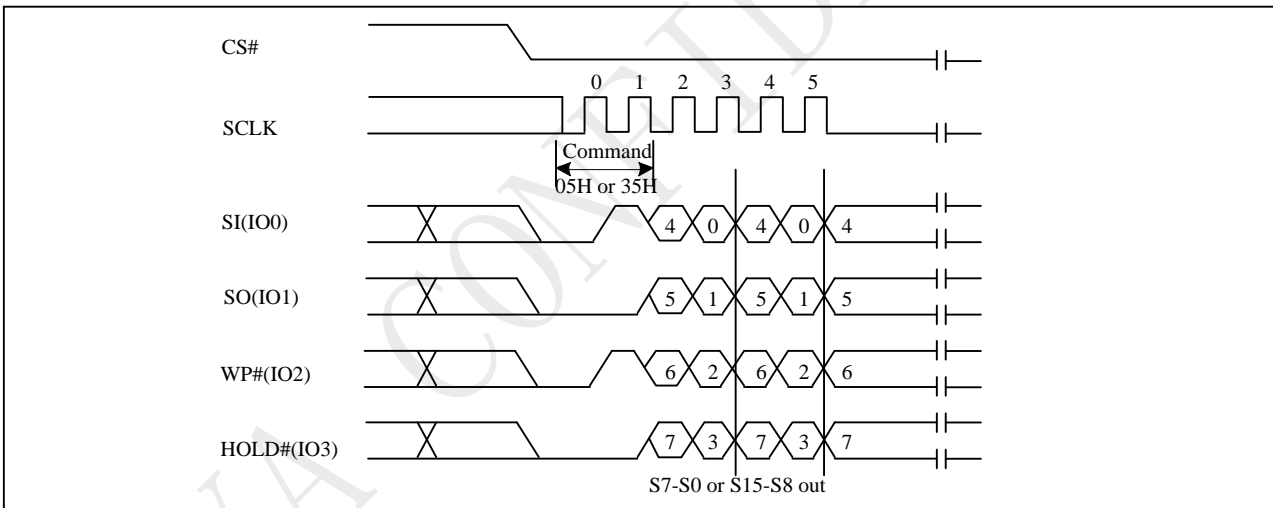 CS#
0 1 2 3 4 5
SCLK
Command
05H or 35H
SI(IO0) 4 0 4 0 4
SO(IO1) 5 1 5 1 5
WP#(IO2) 6 2 6 2 6
HOLD#(IO3) 7 3 7 3 7
S7-S0 or S15-S8 out